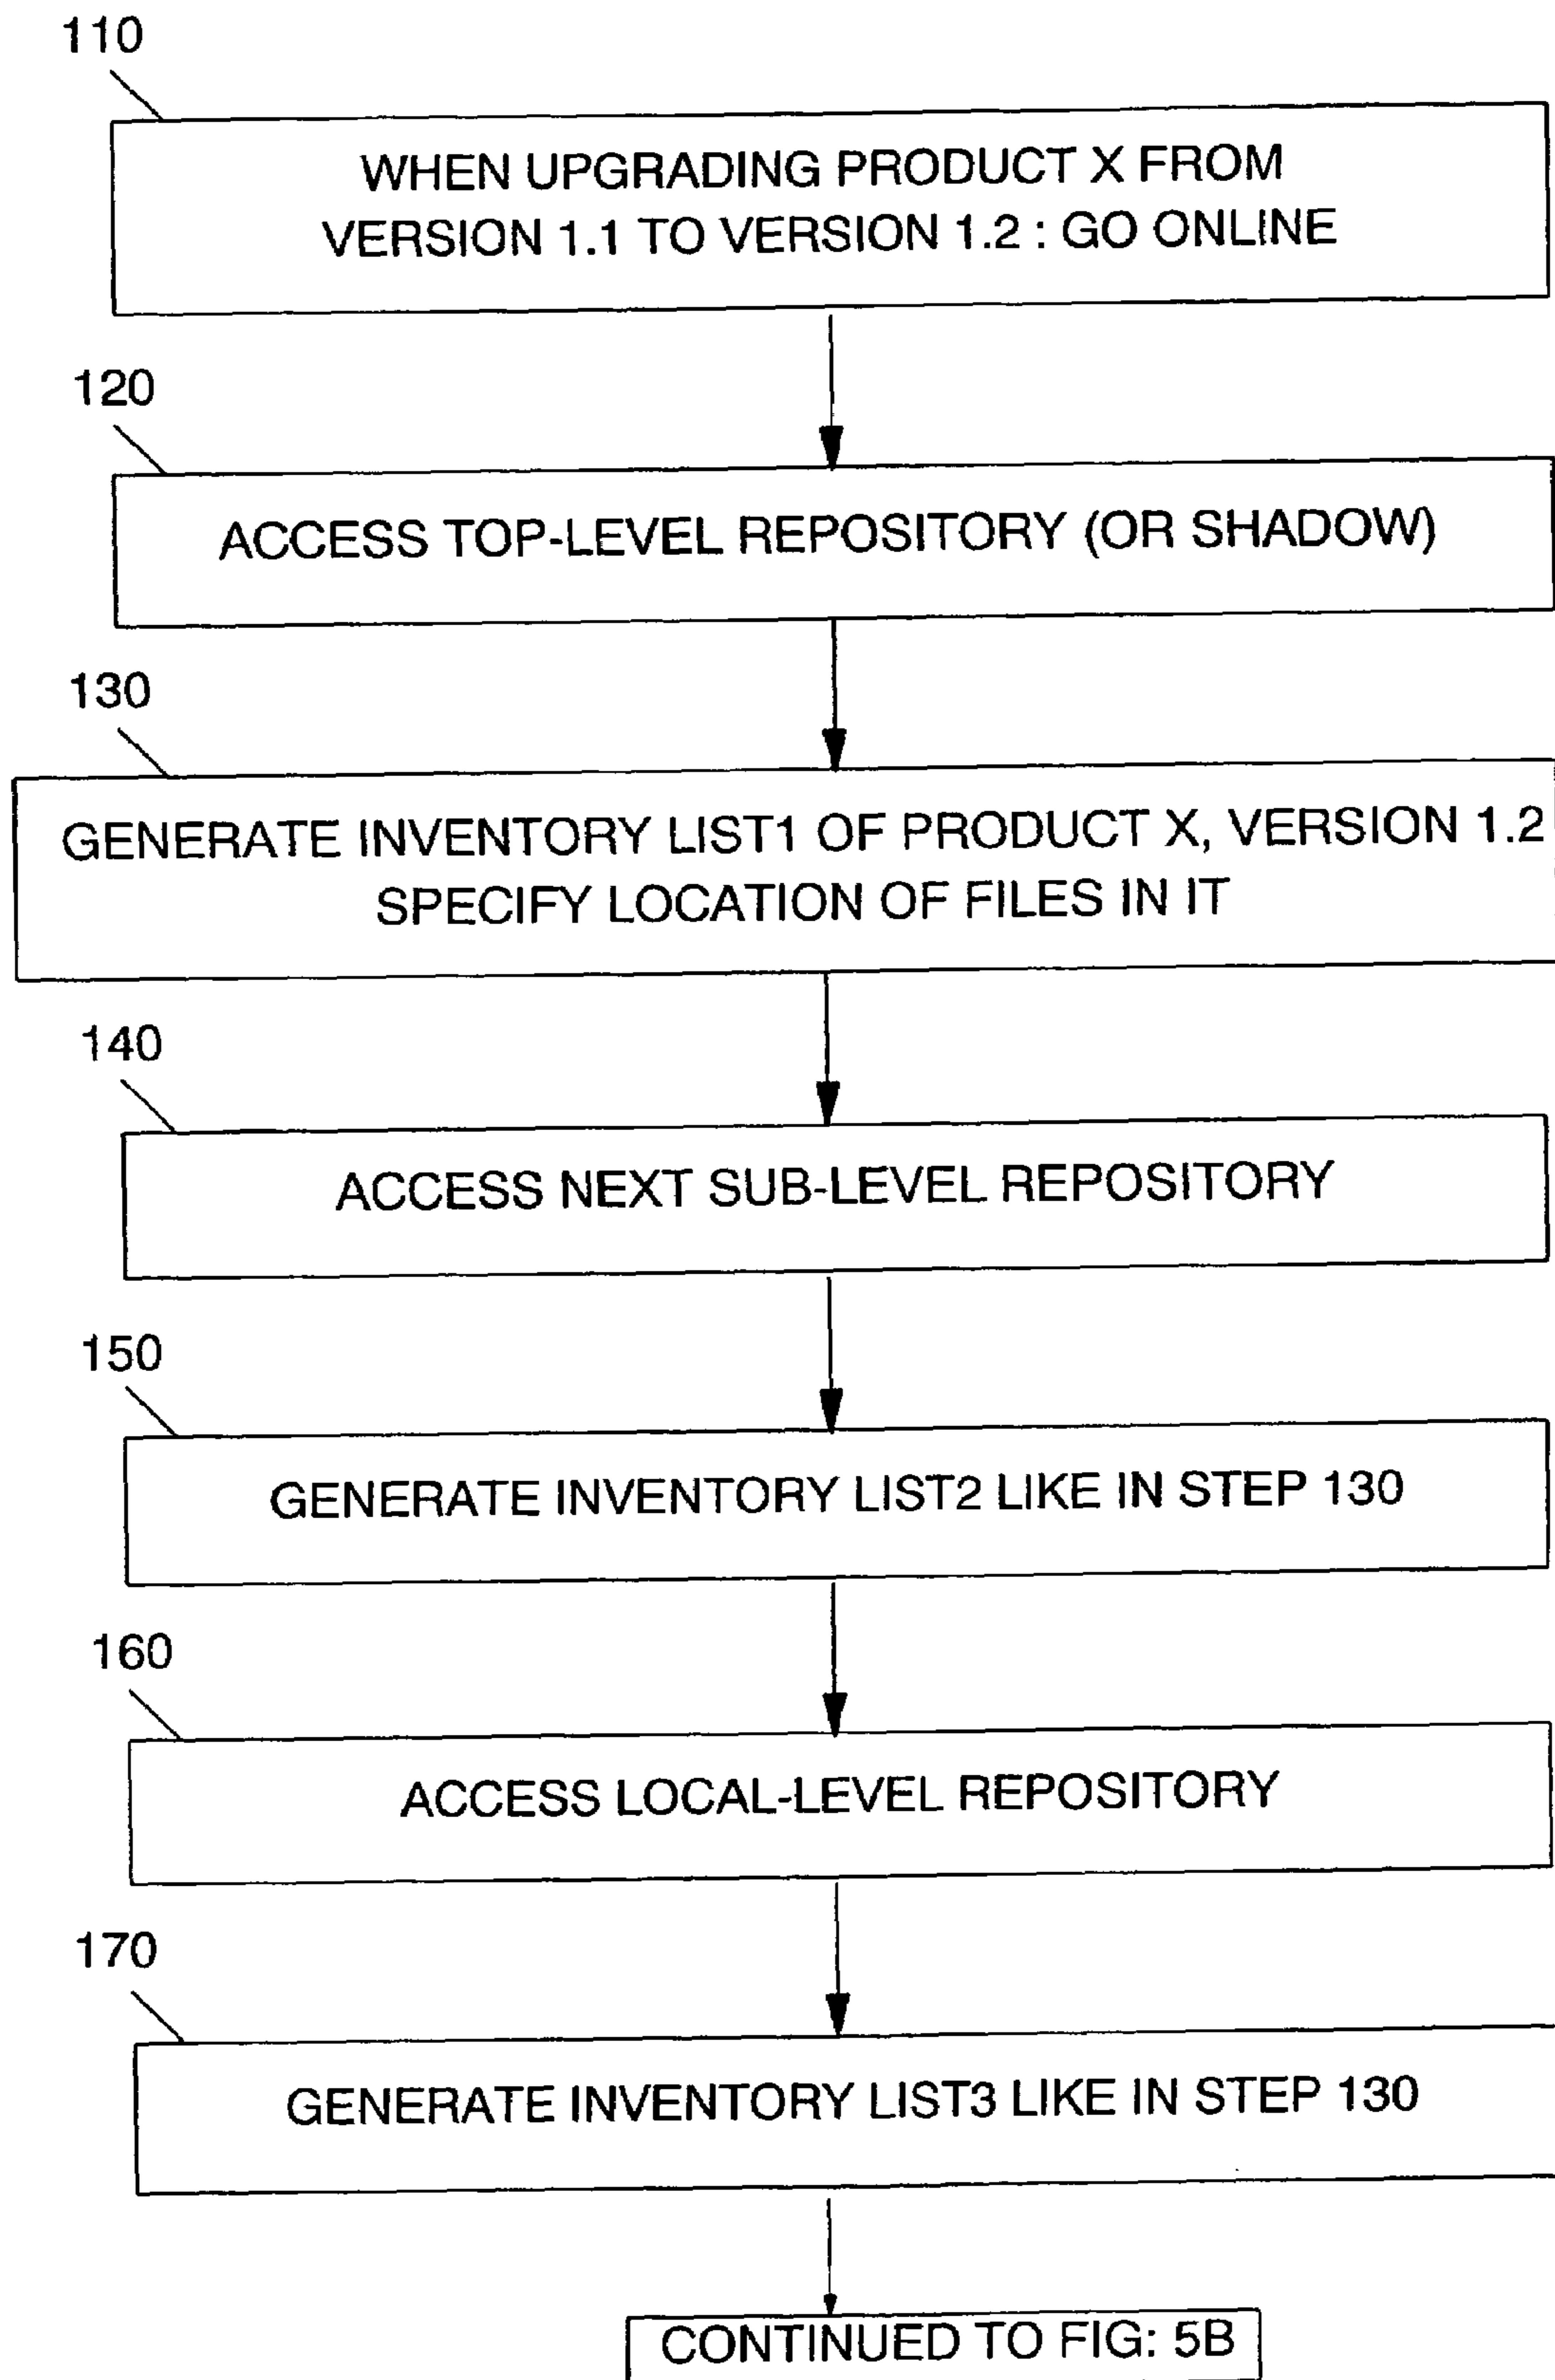 110
WHEN UPGRADING PRODUCT X FROM
VERSION 1.1 TO VERSION 1.2 : GO ONLINE
120
ACCESS TOP-LEVEL REPOSITORY (OR SHADOW)
130
GENERATE INVENTORY LIST1 OF PRODUCT X, VERSION 1.2
SPECIFY LOCATION OF FILES IN IT
140
ACCESS NEXT SUB-LEVEL REPOSITORY
150
GENERATE INVENTORY LIST2 LIKE IN STEP 130
160
ACCESS LOCAL-LEVEL REPOSITORY
170
GENERATE INVENTORY LIST3 LIKE IN STEP 130
CONTINUED TO FIG: 5B